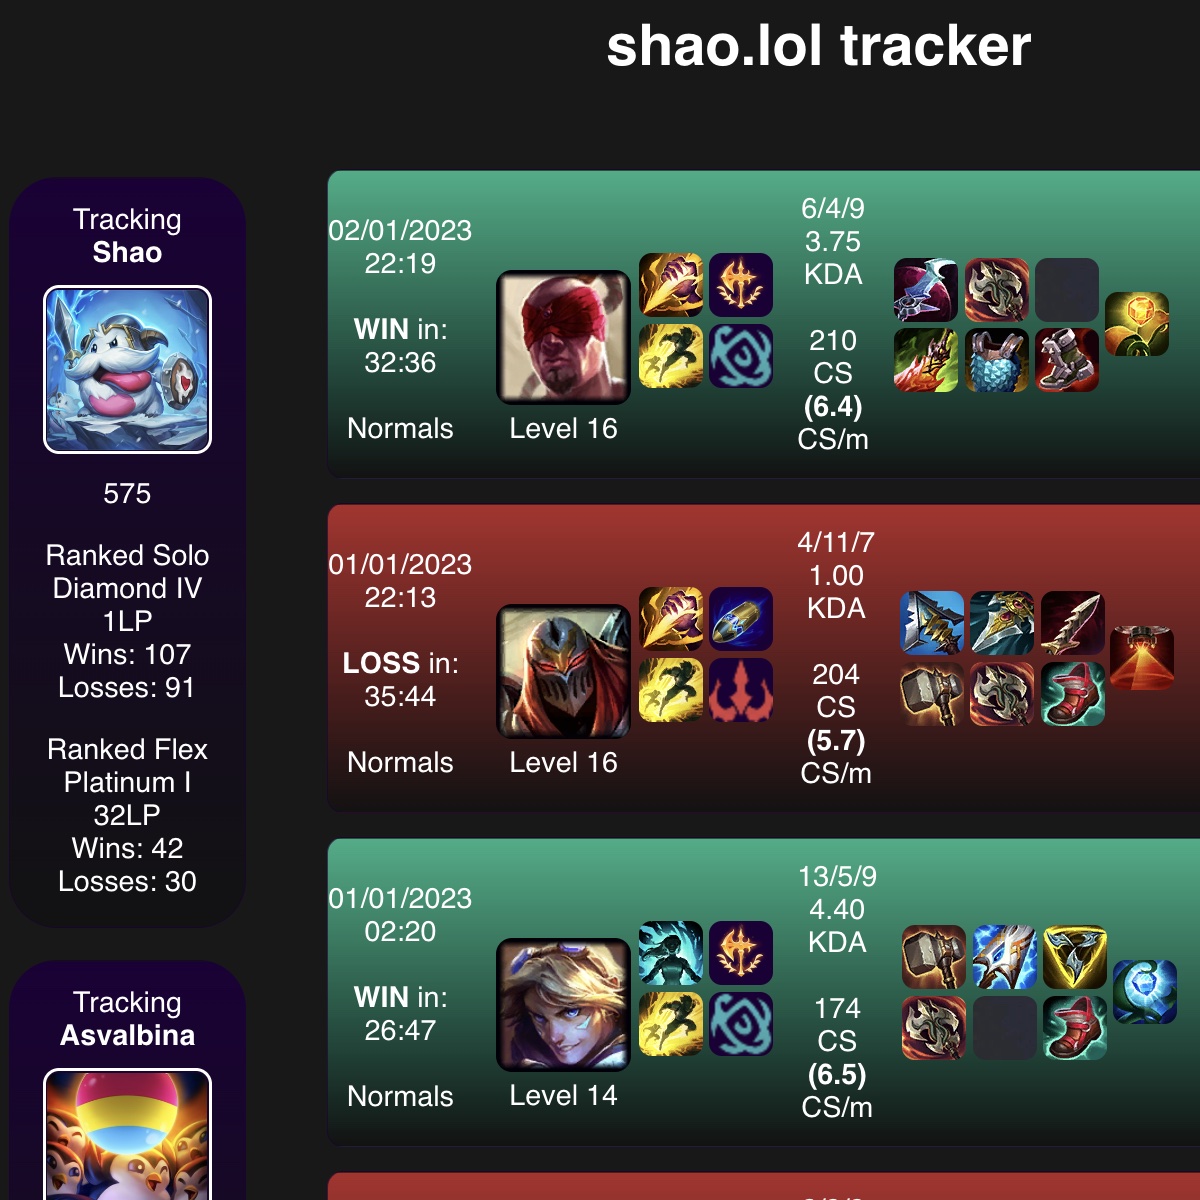 shao.lol tracker
Tracking
Shao
575
Ranked Solo
Diamond IV
1LP
Wins: 107
Losses: 91
Ranked Flex
Platinum I
32LP
Wins: 42
Losses: 30
Tracking
Asvalbina
02/01/2023
22:19
WIN in:
32:36
Normals
Level 16
6/4/9
3.75
KDA
210
CS
(6.4)
CS/m
01/01/2023
22:13
LOSS in:
35:44
Normals
Level 16
4/11/7
1.00
KDA
204
CS
(5.7)
CS/m
01/01/2023
02:20
WIN in:
26:47
Normals
Level 14
13/5/9
4.40
KDA
174
CS
(6.5)
CS/m